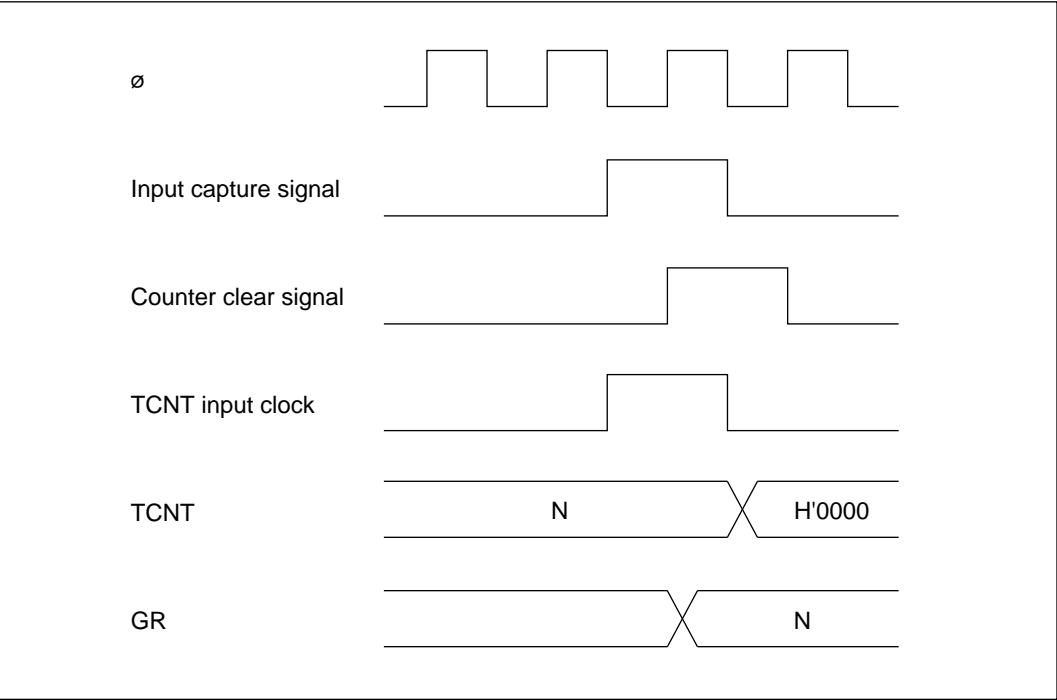 ø
Input capture signal
Counter clear signal
TCNT input clock
TCNT N H'0000
GR N